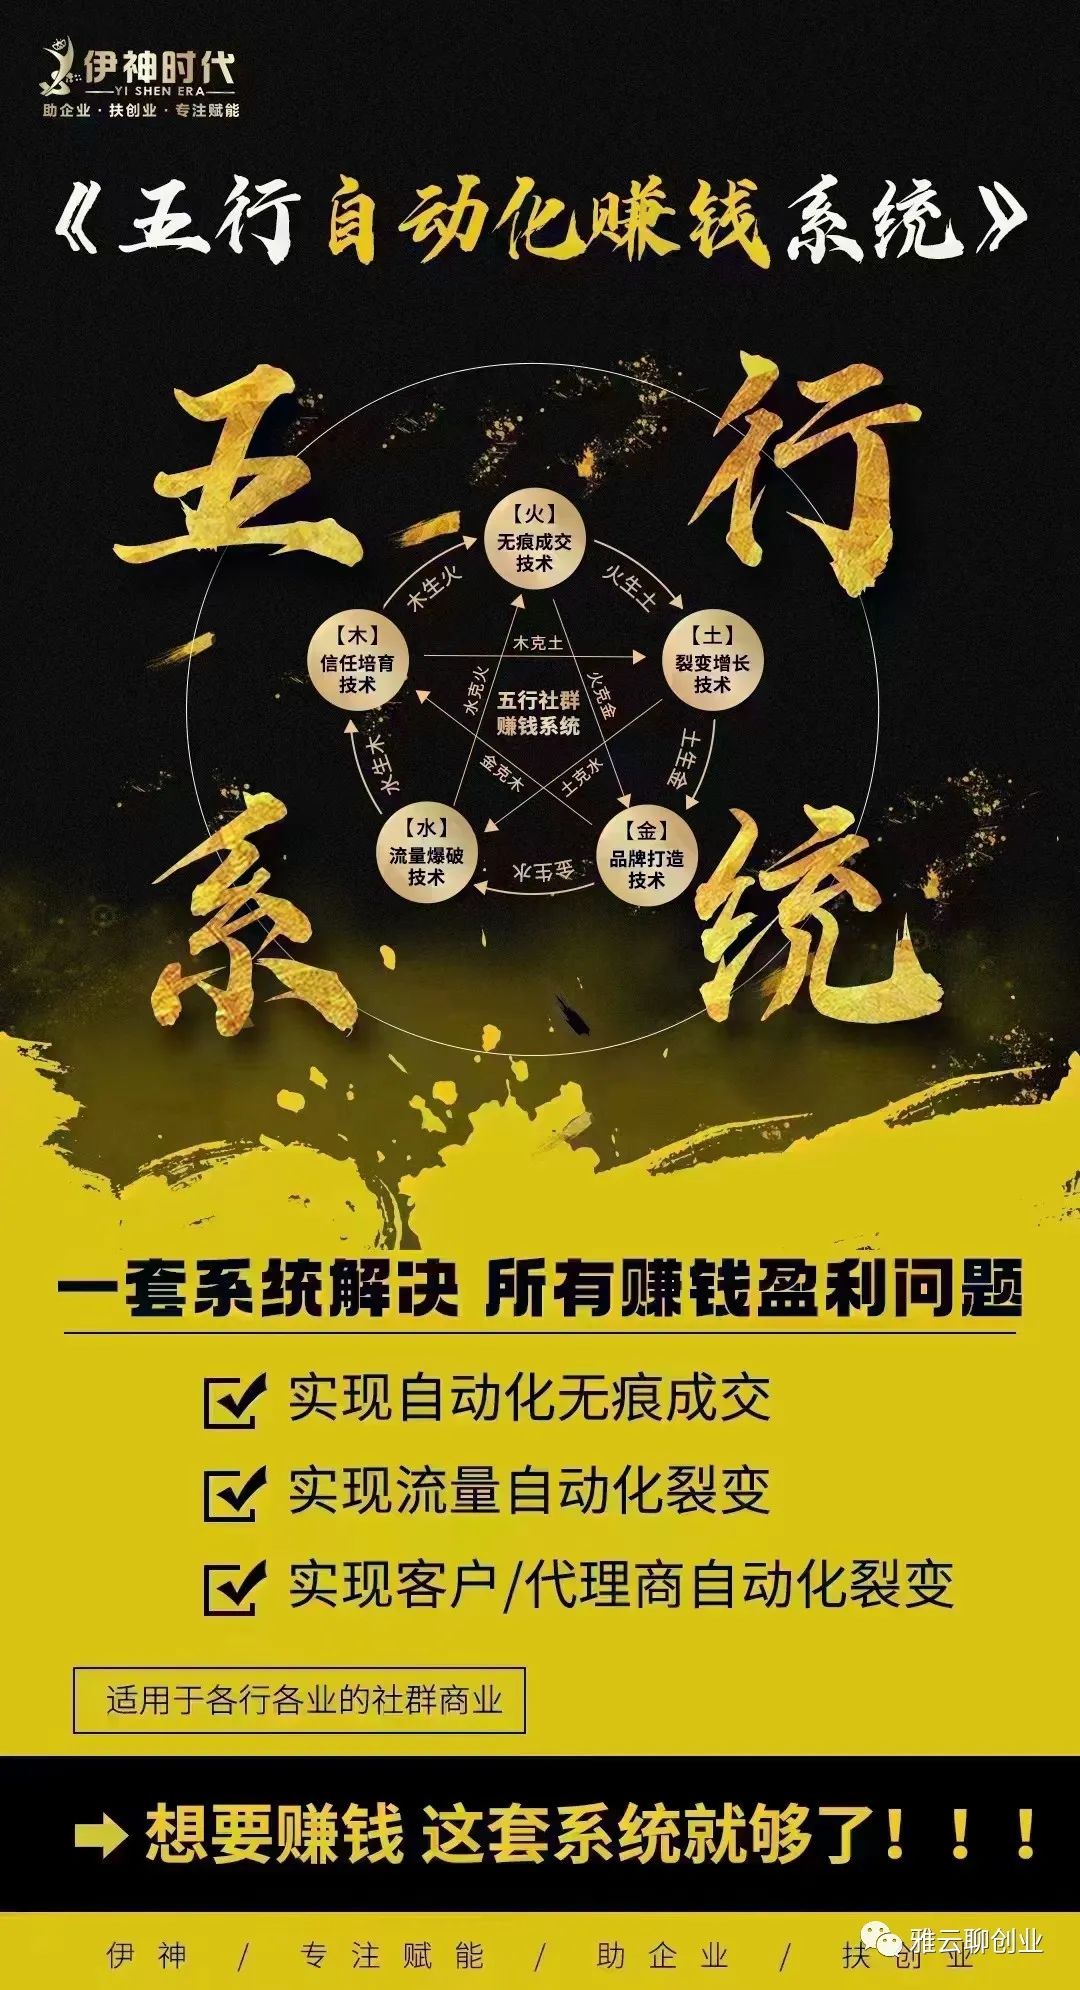 伊神时代
YI SHEN ERA
助企业·扶创业·专注赋能
《五行自动化赚钱系统》
五行
【火】
无痕成交
技术
木生火
火生土
【木】
信任培育
技术
木克土
【土】
裂变增长
技术
水克火
火克金
五行社群
赚钱系统
水生木
金克木
土克水
土生金
【水】
流量爆破
技术
金生水
【金】
品牌打造
技术
系统
一套系统解决 所有赚钱盈利问题
实现自动化无痕成交
实现流量自动化裂变
实现客户/代理商自动化裂变
适用于各行各业的社群商业
想要赚钱 这套系统就够了！！！
伊神 / 专注赋能 / 助企业 / 扶创业
雅云聊创业